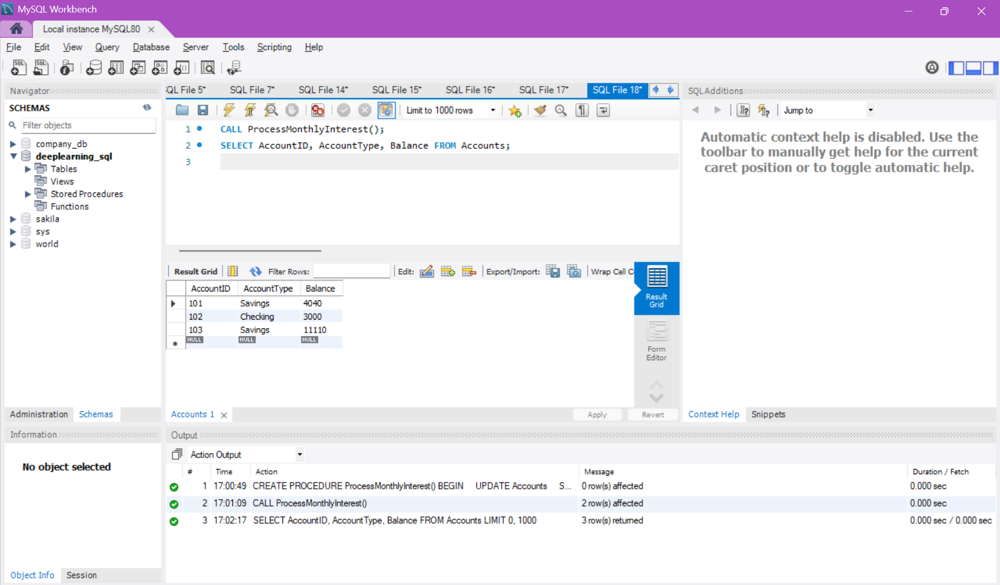 MySQL Workbench
Local instance MySQL80
File Edit View Query Database Server Tools Scripting Help
Navigator
SCHEMAS
Filter objects
company_db
deeplearning_sql
Tables
Views
Stored Procedures
Functions
sakila
sys
world
Administration Schemas
Information
No object selected
Object Info Session
QL File 5* SQL File 7* SQL File 14* SQL File 15* SQL File 16* SQL File 17* SQL File 18*
Limit to 1000 rows
1 CALL ProcessMonthlyInterest();
2 SELECT AccountID, AccountType, Balance FROM Accounts;
3
Result Grid Filter Rows: Edit: Export/Import: Wrap Cell C
AccountID AccountType Balance
101 Savings 4040
102 Checking 3000
103 Savings 11110
NULL NULL NULL
Result
Grid
Form
Editor
Accounts 1 Apply Revert
SQLAdditions
Jump to
Automatic context help is disabled. Use the
toolbar to manually get help for the current
caret position or to toggle automatic help.
Context Help Snippets
Output
Action Output
# Time Action Message Duration / Fetch
1 17:00:49 CREATE PROCEDURE ProcessMonthlyInterest() BEGIN UPDATE Accounts S... 0 row(s) affected 0.000 sec
2 17:01:09 CALL ProcessMonthlyInterest() 2 row(s) affected 0.000 sec
3 17:02:17 SELECT AccountID, AccountType, Balance FROM Accounts LIMIT 0, 1000 3 row(s) returned 0.000 sec / 0.000 sec